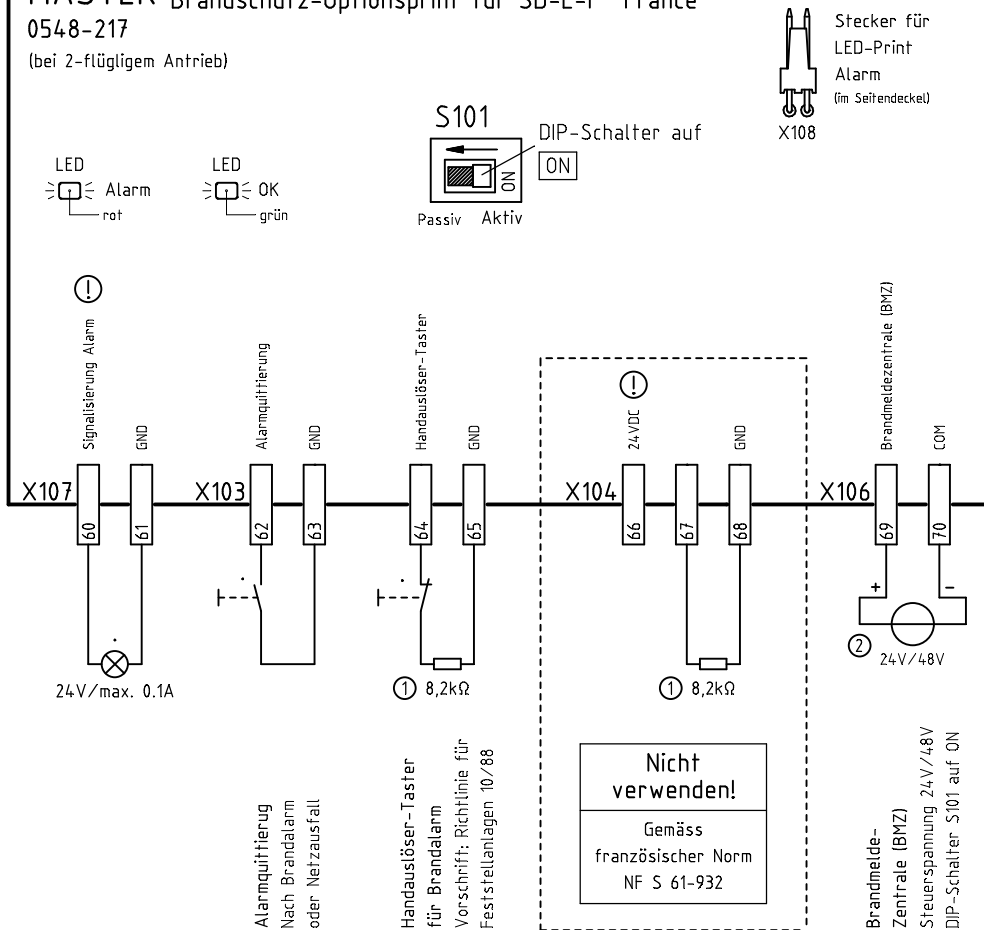 MASTER Brandschutz-Optionsprint für SD-E-F France
0548-217
(bei 2-flügligem Antrieb)
Stecker für
LED-Print
Alarm
(im Seitendeckel)
X108
S101
DIP-Schalter auf
ON
ON
Passiv Aktiv
LED
Alarm
rot
LED
OK
grün
Signalisierung Alarm
GND
Alarmquittierung
GND
Handauslöser-Taster
GND
24VDC
GND
Brandmeldezentrale (BMZ)
COM
X107
60
61
X103
62
63
64
65
X104
66
67
68
X106
69
70
+
-
24V/max. 0.1A
1 8,2kΩ
1 8,2kΩ
2
24V/48V
Alarmquittierug
Nach Brandalarm
oder Netzausfall
Handauslöser-Taster
für Brandalarm
Vorschrift: Richtlinie für
Feststellanlagen 10/88
Nicht
verwenden!
Gemäss
französischer Norm
NF S 61-932
Brandmelde-
Zentrale (BMZ)
Steuerspannung 24V/48V
DIP-Schalter S101 auf ON